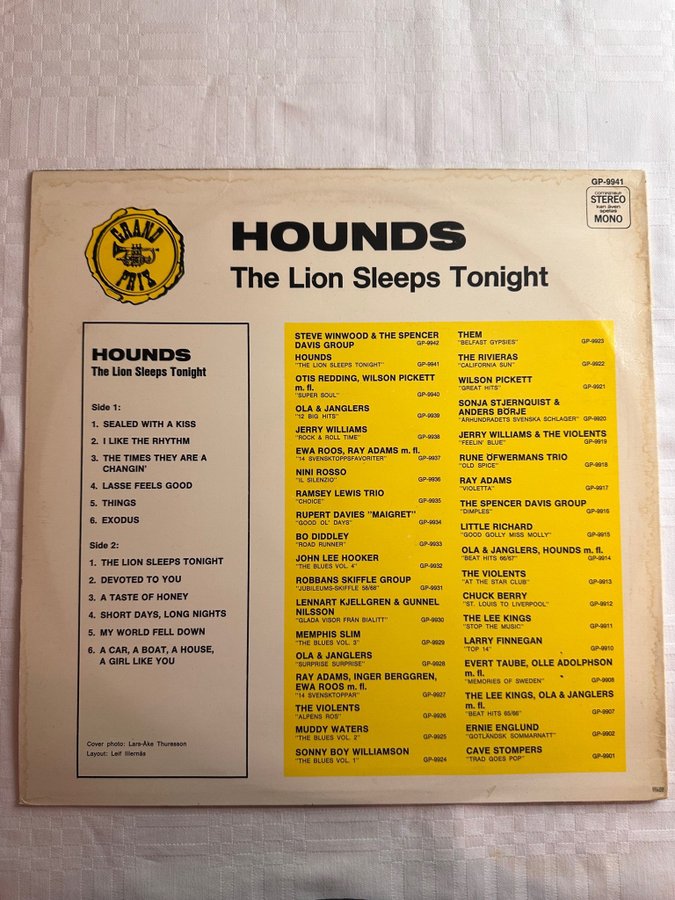 GP-9941
COMPATIBLE
STEREO
kan även
spelas
MONO
GRAND
PRIX
HOUNDS
The Lion Sleeps Tonight
HOUNDS
The Lion Sleeps Tonight
Side 1:
1. SEALED WITH A KISS
2. I LIKE THE RHYTHM
3. THE TIMES THEY ARE A
CHANGIN'
4. LASSE FEELS GOOD
5. THINGS
6. EXODUS
Side 2:
1. THE LION SLEEPS TONIGHT
2. DEVOTED TO YOU
3. A TASTE OF HONEY
4. SHORT DAYS, LONG NIGHTS
5. MY WORLD FELL DOWN
6. A CAR, A BOAT, A HOUSE,
A GIRL LIKE YOU
Cover photo: Lars-Åke Thuresson
Layout: Leif Illernäs
STEVE WINWOOD & THE SPENCER
DAVIS GROUP GP-9942
HOUNDS
"THE LION SLEEPS TONIGHT" GP-9941
OTIS REDDING, WILSON PICKETT
m. fl.
"SUPER SOUL" GP-9940
OLA & JANGLERS
"12 BIG HITS" GP-9939
JERRY WILLIAMS
"ROCK & ROLL TIME" GP-9938
EWA ROOS, RAY ADAMS m. fl.
"14 SVENSKTOPPSFAVORITER" GP-9937
NINI ROSSO
"IL SILENZIO" GP-9936
RAMSEY LEWIS TRIO
"CHOICE" GP-9935
RUPERT DAVIES "MAIGRET"
"GOOD OL' DAYS" GP-9934
BO DIDDLEY
"ROAD RUNNER" GP-9933
JOHN LEE HOOKER
"THE BLUES VOL. 4" GP-9932
ROBBANS SKIFFLE GROUP
"JUBILEUMS-SKIFFLE 58/68" GP-9931
LENNART KJELLGREN & GUNNEL
NILSSON
"GLADA VISOR FRÅN BIALITT" GP-9930
MEMPHIS SLIM
"THE BLUES VOL. 3" GP-9929
OLA & JANGLERS
"SURPRISE SURPRISE" GP-9928
RAY ADAMS, INGER BERGGREN,
EWA ROOS m. fl.
"14 SVENSKTOPPAR" GP-9927
THE VIOLENTS
"ALPENS ROS" GP-9926
MUDDY WATERS
"THE BLUES VOL. 2" GP-9925
SONNY BOY WILLIAMSON
"THE BLUES VOL. 1" GP-9924
THEM
"BELFAST GYPSIES" GP-9923
THE RIVIERAS
"CALIFORNIA SUN" GP-9922
WILSON PICKETT
"GREAT HITS" GP-9921
SONJA STJERNQUIST &
ANDERS BÖRJE
"ÅRHUNDRADETS SVENSKA SCHLAGER" GP-9920
JERRY WILLIAMS & THE VIOLENTS
"FEELIN' BLUE" GP-9919
RUNE ÖFWERMANS TRIO
"OLD SPICE" GP-9918
RAY ADAMS
"VIOLETTA" GP-9917
THE SPENCER DAVIS GROUP
"DIMPLES" GP-9916
LITTLE RICHARD
"GOOD GOLLY MISS MOLLY" GP-9915
OLA & JANGLERS, HOUNDS m. fl.
"BEAT HITS 66/67" GP-9914
THE VIOLENTS
"AT THE STAR CLUB" GP-9913
CHUCK BERRY
"ST. LOUIS TO LIVERPOOL" GP-9912
THE LEE KINGS
"STOP THE MUSIC" GP-9911
LARRY FINNEGAN
"TOP 14" GP-9910
EVERT TAUBE, OLLE ADOLPHSON
m. fl.
"MEMORIES OF SWEDEN" GP-9908
THE LEE KINGS, OLA & JANGLERS
m. fl.
"BEAT HITS 65/66" GP-9907
ERNIE ENGLUND
"GOTLÄNDSK SOMMARNATT" GP-9902
CAVE STOMPERS
"TRAD GOES POP" GP-9901